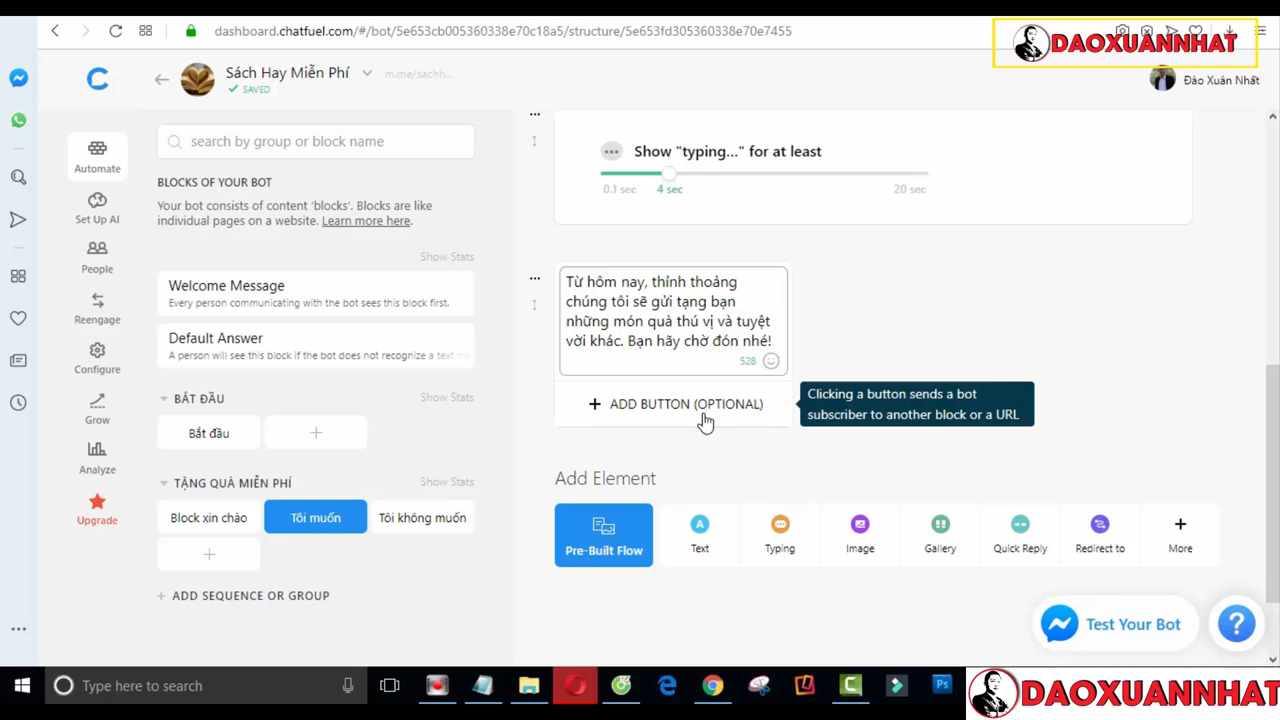 dashboard.chatfuel.com/#/bot/5e653cb005360338e70c18a5/structure/5e653fd305360338e70e7455
DAOXUANNHAT
Sách Hay Miễn Phí
m.me/sachh...
SAVED
Đào Xuân Nhất
Automate
Set Up AI
People
Reengage
Configure
Grow
Analyze
Upgrade
search by group or block name
BLOCKS OF YOUR BOT
Your bot consists of content 'blocks'. Blocks are like
individual pages on a website. Learn more here.
Show Stats
Welcome Message
Every person communicating with the bot sees this block first.
Default Answer
A person will see this block if the bot does not recognize a text
BẮT ĐẦU
Show Stats
Bắt đầu
TẶNG QUÀ MIỄN PHÍ
Show Stats
Block xin chào
Tôi muốn
Tôi không muốn
ADD SEQUENCE OR GROUP
Show "typing..." for at least
0.1 sec
4 sec
20 sec
Từ hôm nay, thỉnh thoảng
chúng tôi sẽ gửi tạng bạn
những món quà thú vị và tuyệt
vời khác. Bạn hãy chờ đón nhé!
528
+ ADD BUTTON (OPTIONAL)
Clicking a button sends a bot
subscriber to another block or a URL
Add Element
Pre-Built Flow
Text
Typing
Image
Gallery
Quick Reply
Redirect to
More
Test Your Bot
Type here to search
DAOXUANNHAT